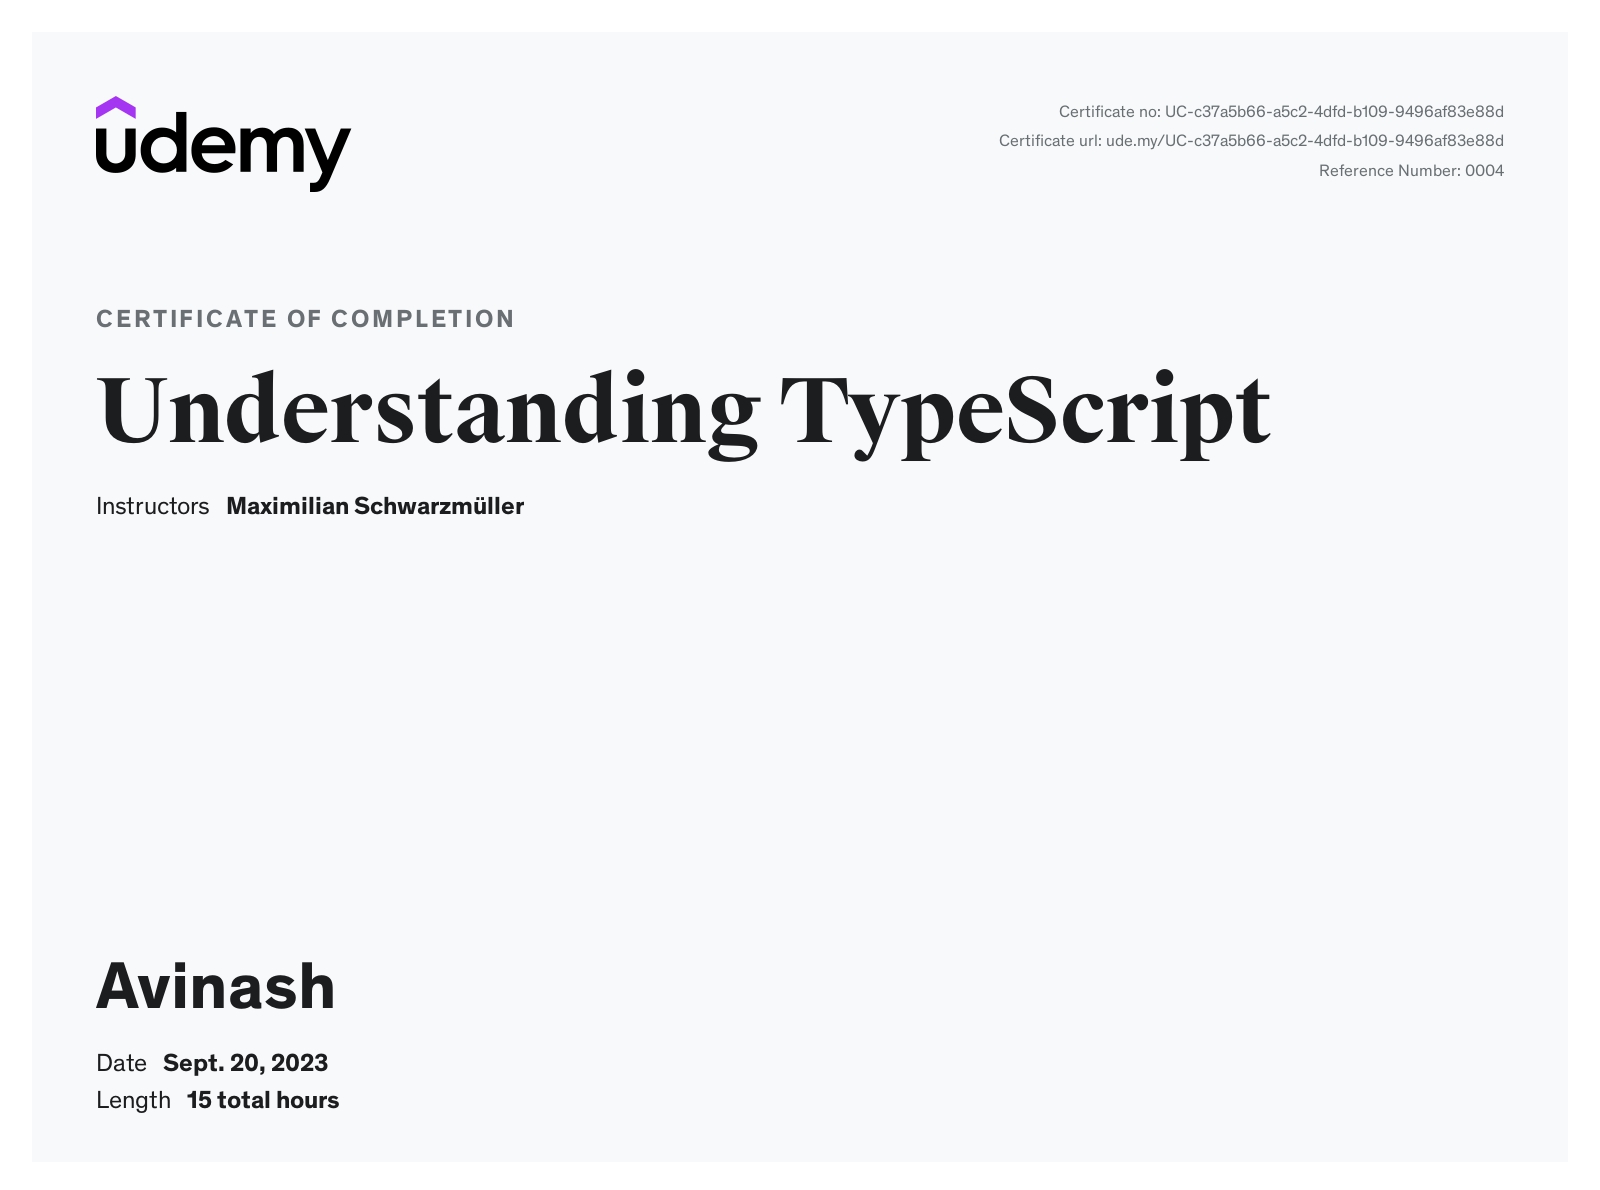 udemy
Certificate no: UC-c37a5b66-a5c2-4dfd-b109-9496af83e88d
Certificate url: ude.my/UC-c37a5b66-a5c2-4dfd-b109-9496af83e88d
Reference Number: 0004
CERTIFICATE OF COMPLETION
Understanding TypeScript
Instructors Maximilian Schwarzmüller
Avinash
Date Sept. 20, 2023
Length 15 total hours